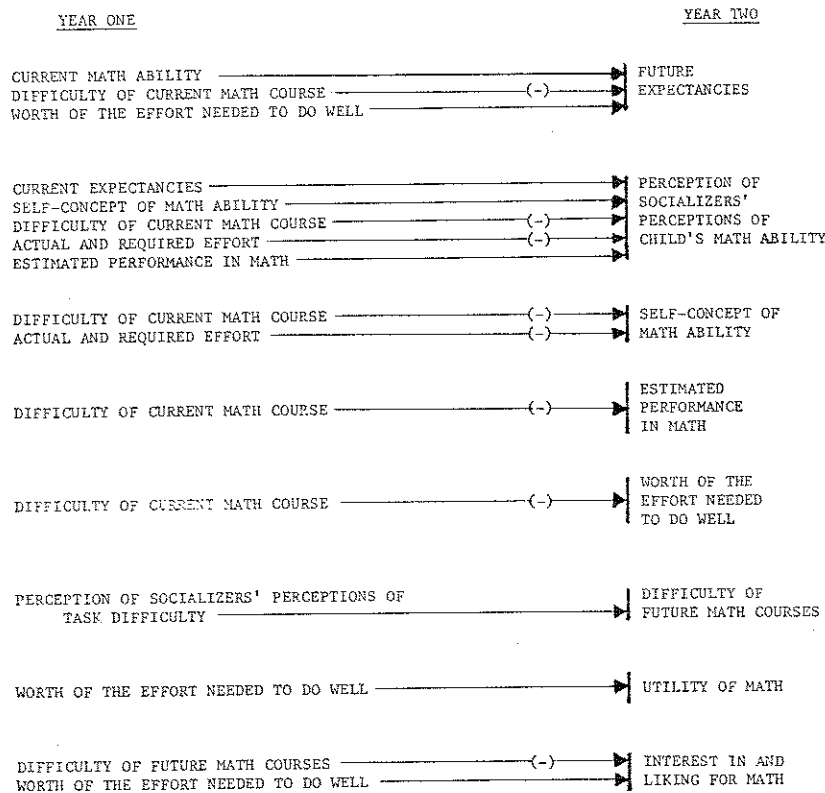 YEAR ONE
YEAR TWO
CURRENT MATH ABILITY
DIFFICULTY OF CURRENT MATH COURSE (-)
WORTH OF THE EFFORT NEEDED TO DO WELL
FUTURE
EXPECTANCIES
CURRENT EXPECTANCIES
SELF-CONCEPT OF MATH ABILITY
DIFFICULTY OF CURRENT MATH COURSE (-)
ACTUAL AND REQUIRED EFFORT (-)
ESTIMATED PERFORMANCE IN MATH
PERCEPTION OF
SOCIALIZERS'
PERCEPTIONS OF
CHILD'S MATH ABILITY
DIFFICULTY OF CURRENT MATH COURSE (-)
ACTUAL AND REQUIRED EFFORT (-)
SELF-CONCEPT OF
MATH ABILITY
DIFFICULTY OF CURRENT MATH COURSE (-)
ESTIMATED
PERFORMANCE
IN MATH
DIFFICULTY OF CURRENT MATH COURSE (-)
WORTH OF THE
EFFORT NEEDED
TO DO WELL
PERCEPTION OF SOCIALIZERS' PERCEPTIONS OF
TASK DIFFICULTY
DIFFICULTY OF
FUTURE MATH COURSES
WORTH OF THE EFFORT NEEDED TO DO WELL
UTILITY OF MATH
DIFFICULTY OF FUTURE MATH COURSES (-)
WORTH OF THE EFFORT NEEDED TO DO WELL
INTEREST IN AND
LIKING FOR MATH